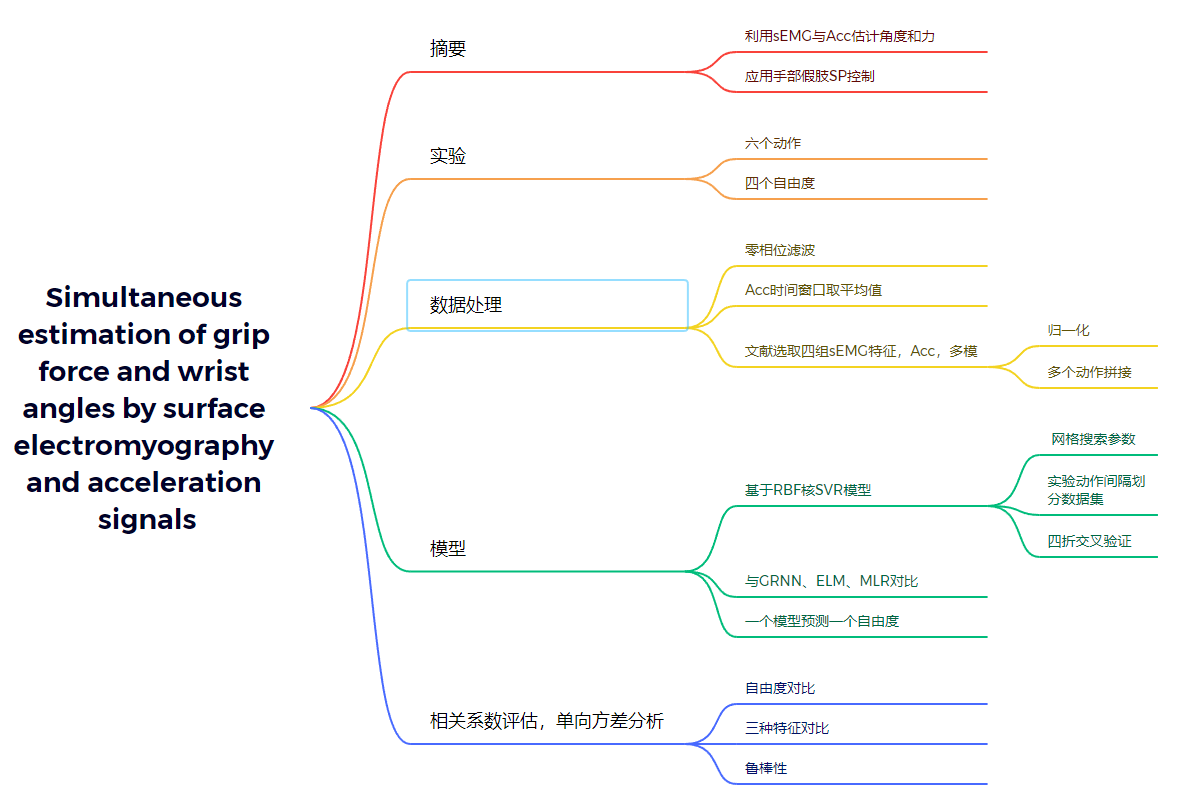 Simultaneous
estimation of grip
force and wrist
angles by surface
electromyography
and acceleration
signals
摘要
利用sEMG与Acc估计角度和力
应用手部假肢SP控制
实验
六个动作
四个自由度
数据处理
零相位滤波
Acc时间窗口取平均值
文献选取四组sEMG特征，Acc，多模
归一化
多个动作拼接
模型
基于RBF核SVR模型
网格搜索参数
实验动作间隔划
分数据集
四折交叉验证
与GRNN、ELM、MLR对比
一个模型预测一个自由度
相关系数评估，单向方差分析
自由度对比
三种特征对比
鲁棒性